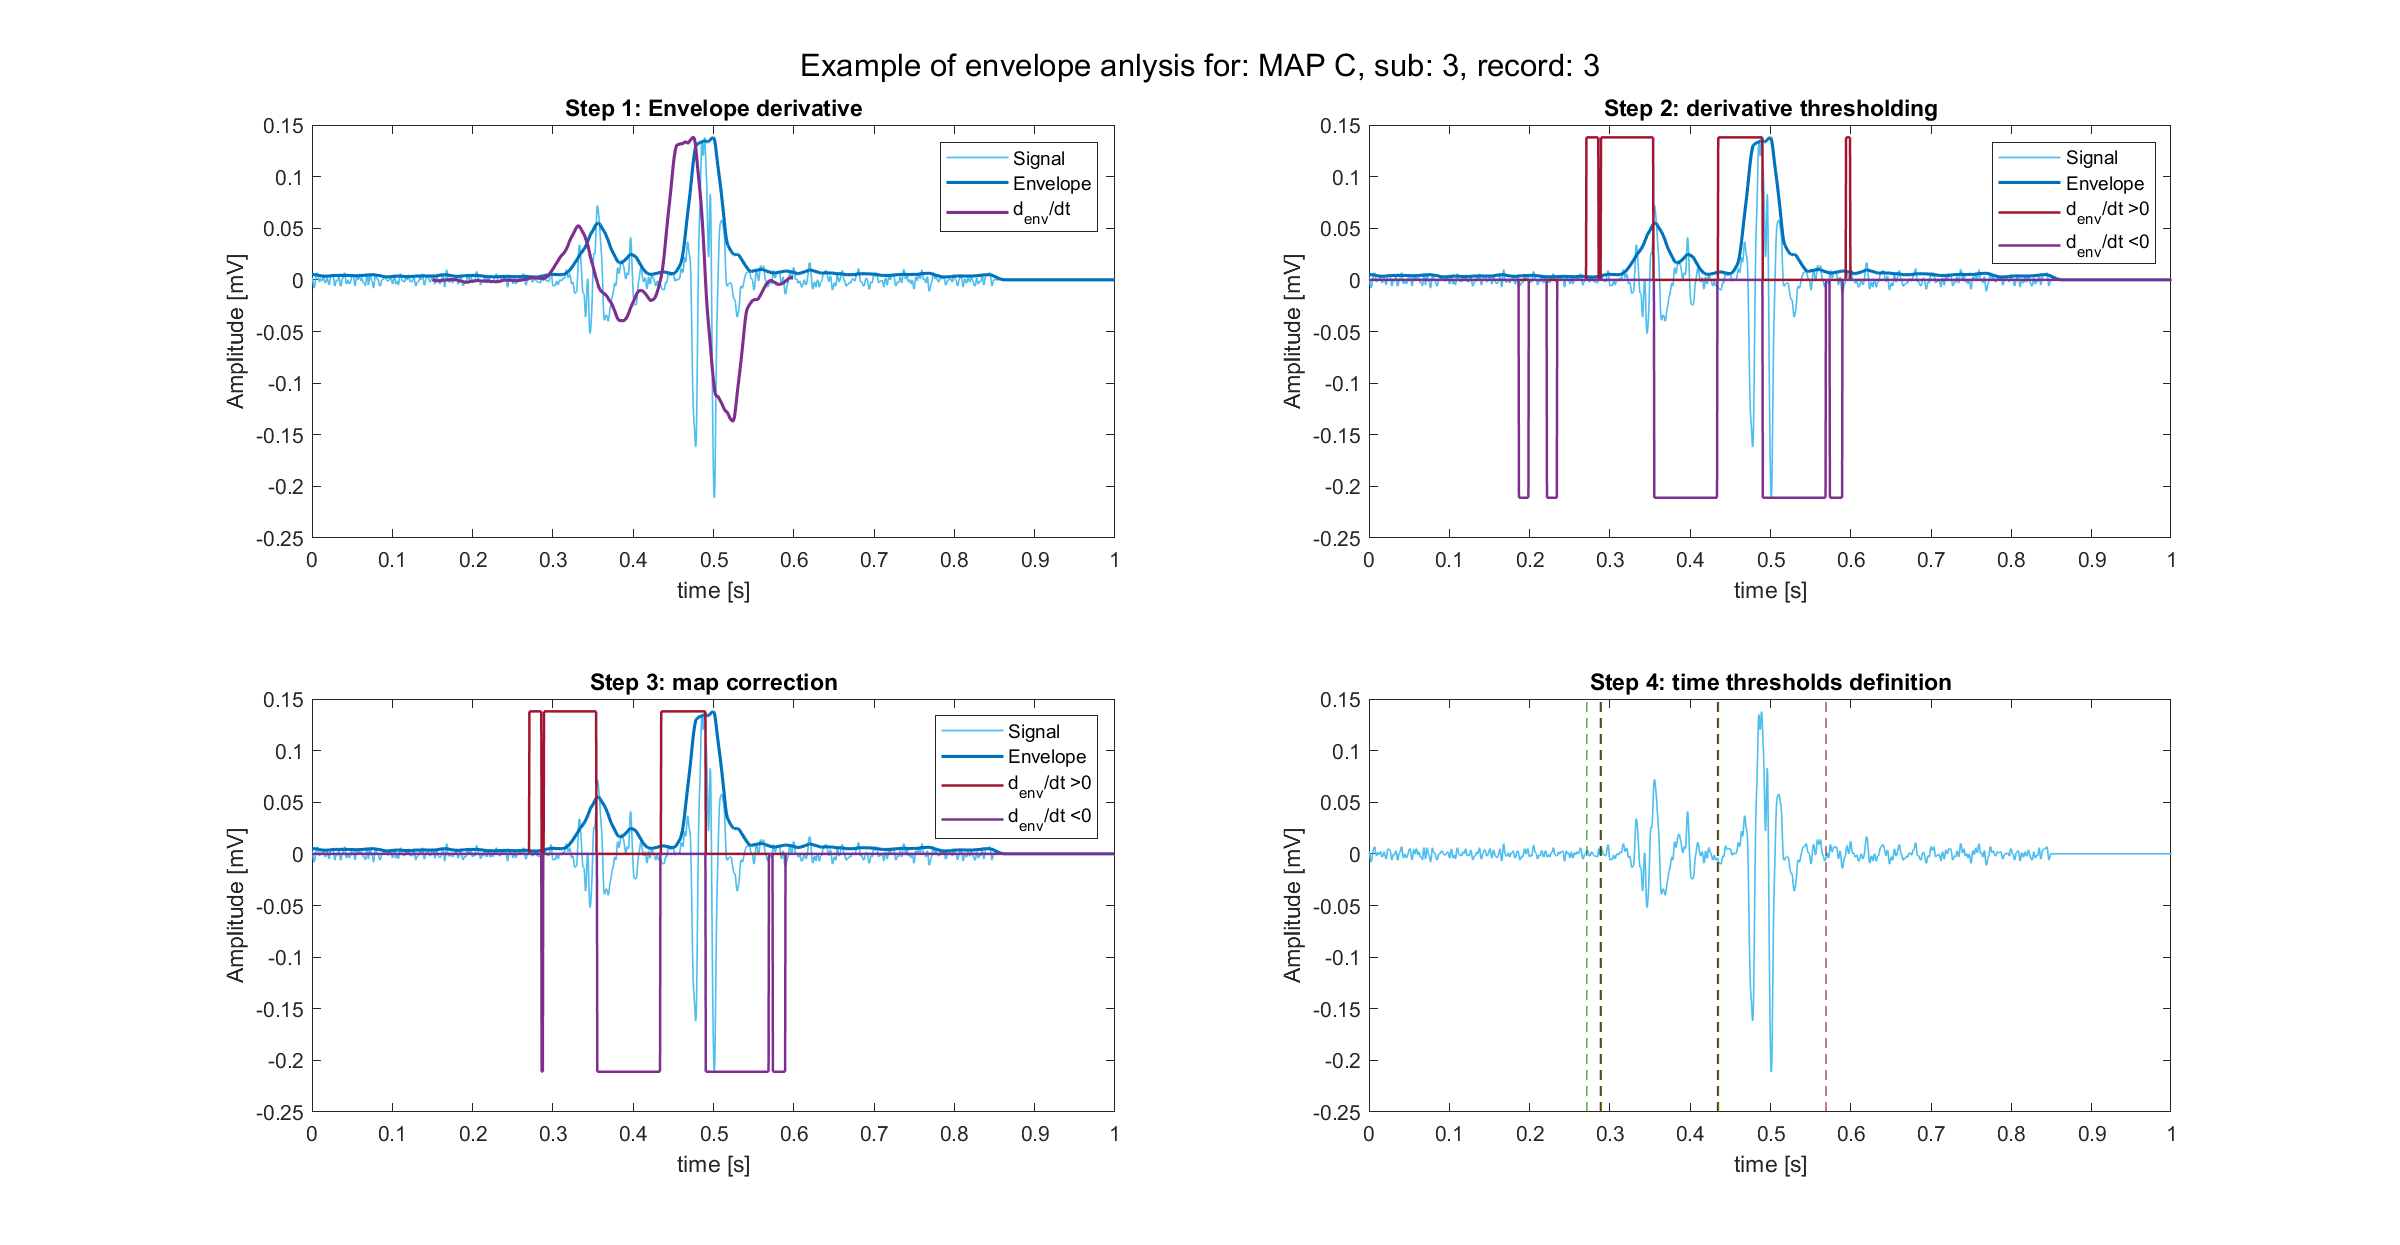 Example of envelope anlysis for: MAP C, sub: 3, record: 3
Step 1: Envelope derivative
0.15
0.1
0.05
0
-0.05
-0.1
-0.15
-0.2
-0.25
Amplitude [mV]
0 0.1 0.2 0.3 0.4 0.5 0.6 0.7 0.8 0.9 1
time [s]
Signal
Envelope
d_env/dt
Step 2: derivative thresholding
0.15
0.1
0.05
0
-0.05
-0.1
-0.15
-0.2
-0.25
Amplitude [mV]
0 0.1 0.2 0.3 0.4 0.5 0.6 0.7 0.8 0.9 1
time [s]
Signal
Envelope
d_env/dt >0
d_env/dt <0
Step 3: map correction
0.15
0.1
0.05
0
-0.05
-0.1
-0.15
-0.2
-0.25
Amplitude [mV]
0 0.1 0.2 0.3 0.4 0.5 0.6 0.7 0.8 0.9 1
time [s]
Signal
Envelope
d_env/dt >0
d_env/dt <0
Step 4: time thresholds definition
0.15
0.1
0.05
0
-0.05
-0.1
-0.15
-0.2
-0.25
Amplitude [mV]
0 0.1 0.2 0.3 0.4 0.5 0.6 0.7 0.8 0.9 1
time [s]